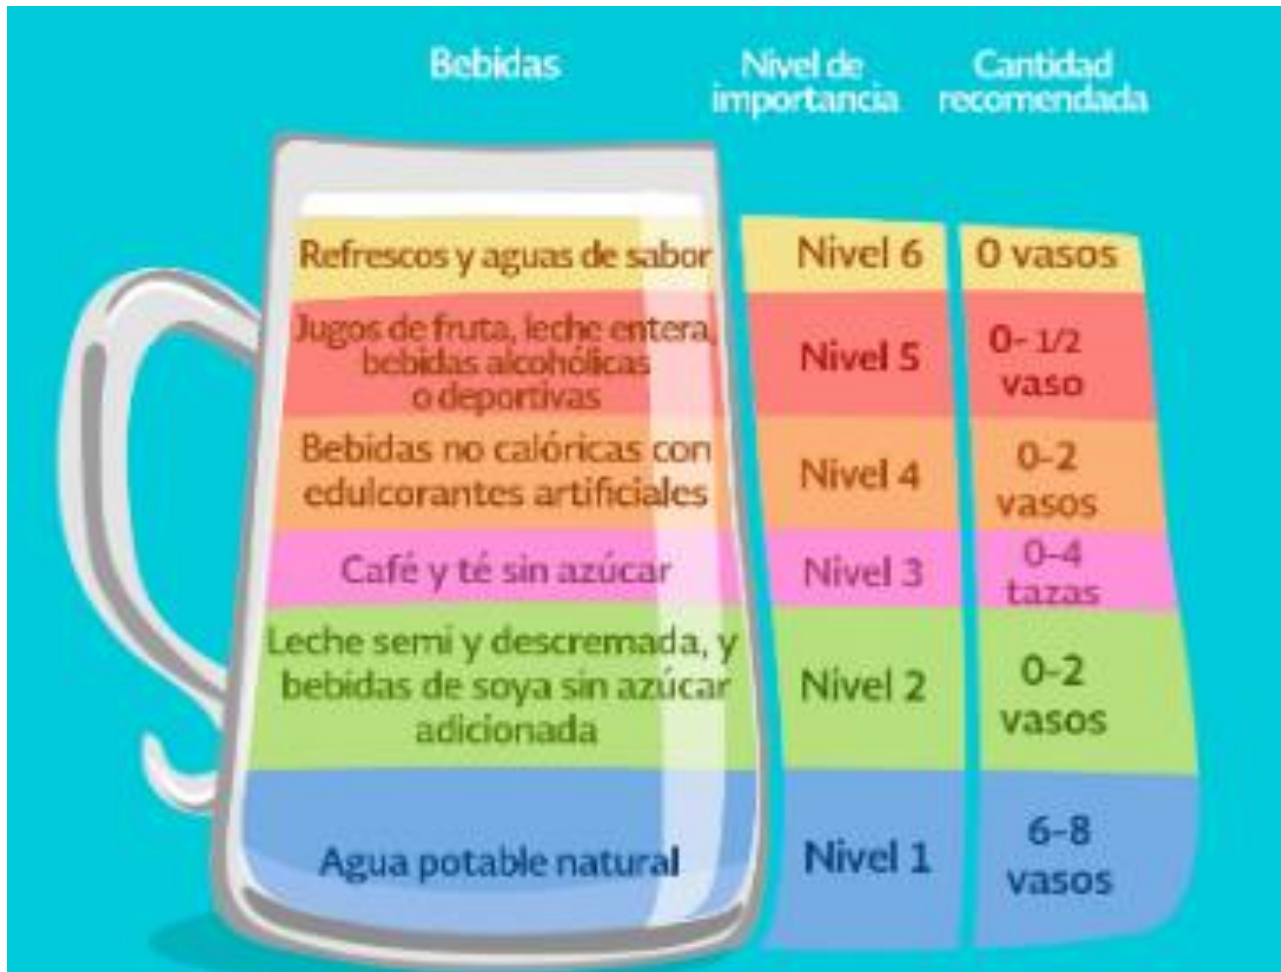 Bebidas
Nivel de
importancia
Cantidad
recomendada
Refrescos y aguas de sabor
Nivel 6
0 vasos
Jugos de fruta, leche entera,
bebidas alcohólicas
o deportivas
Nivel 5
0- 1/2
vaso
Bebidas no calóricas con
edulcorantes artificiales
Nivel 4
0-2
vasos
Café y té sin azúcar
Nivel 3
0-4
tazas
Leche semi y descremada, y
bebidas de soya sin azúcar
adicionada
Nivel 2
0-2
vasos
Agua potable natural
Nivel 1
6-8
vasos